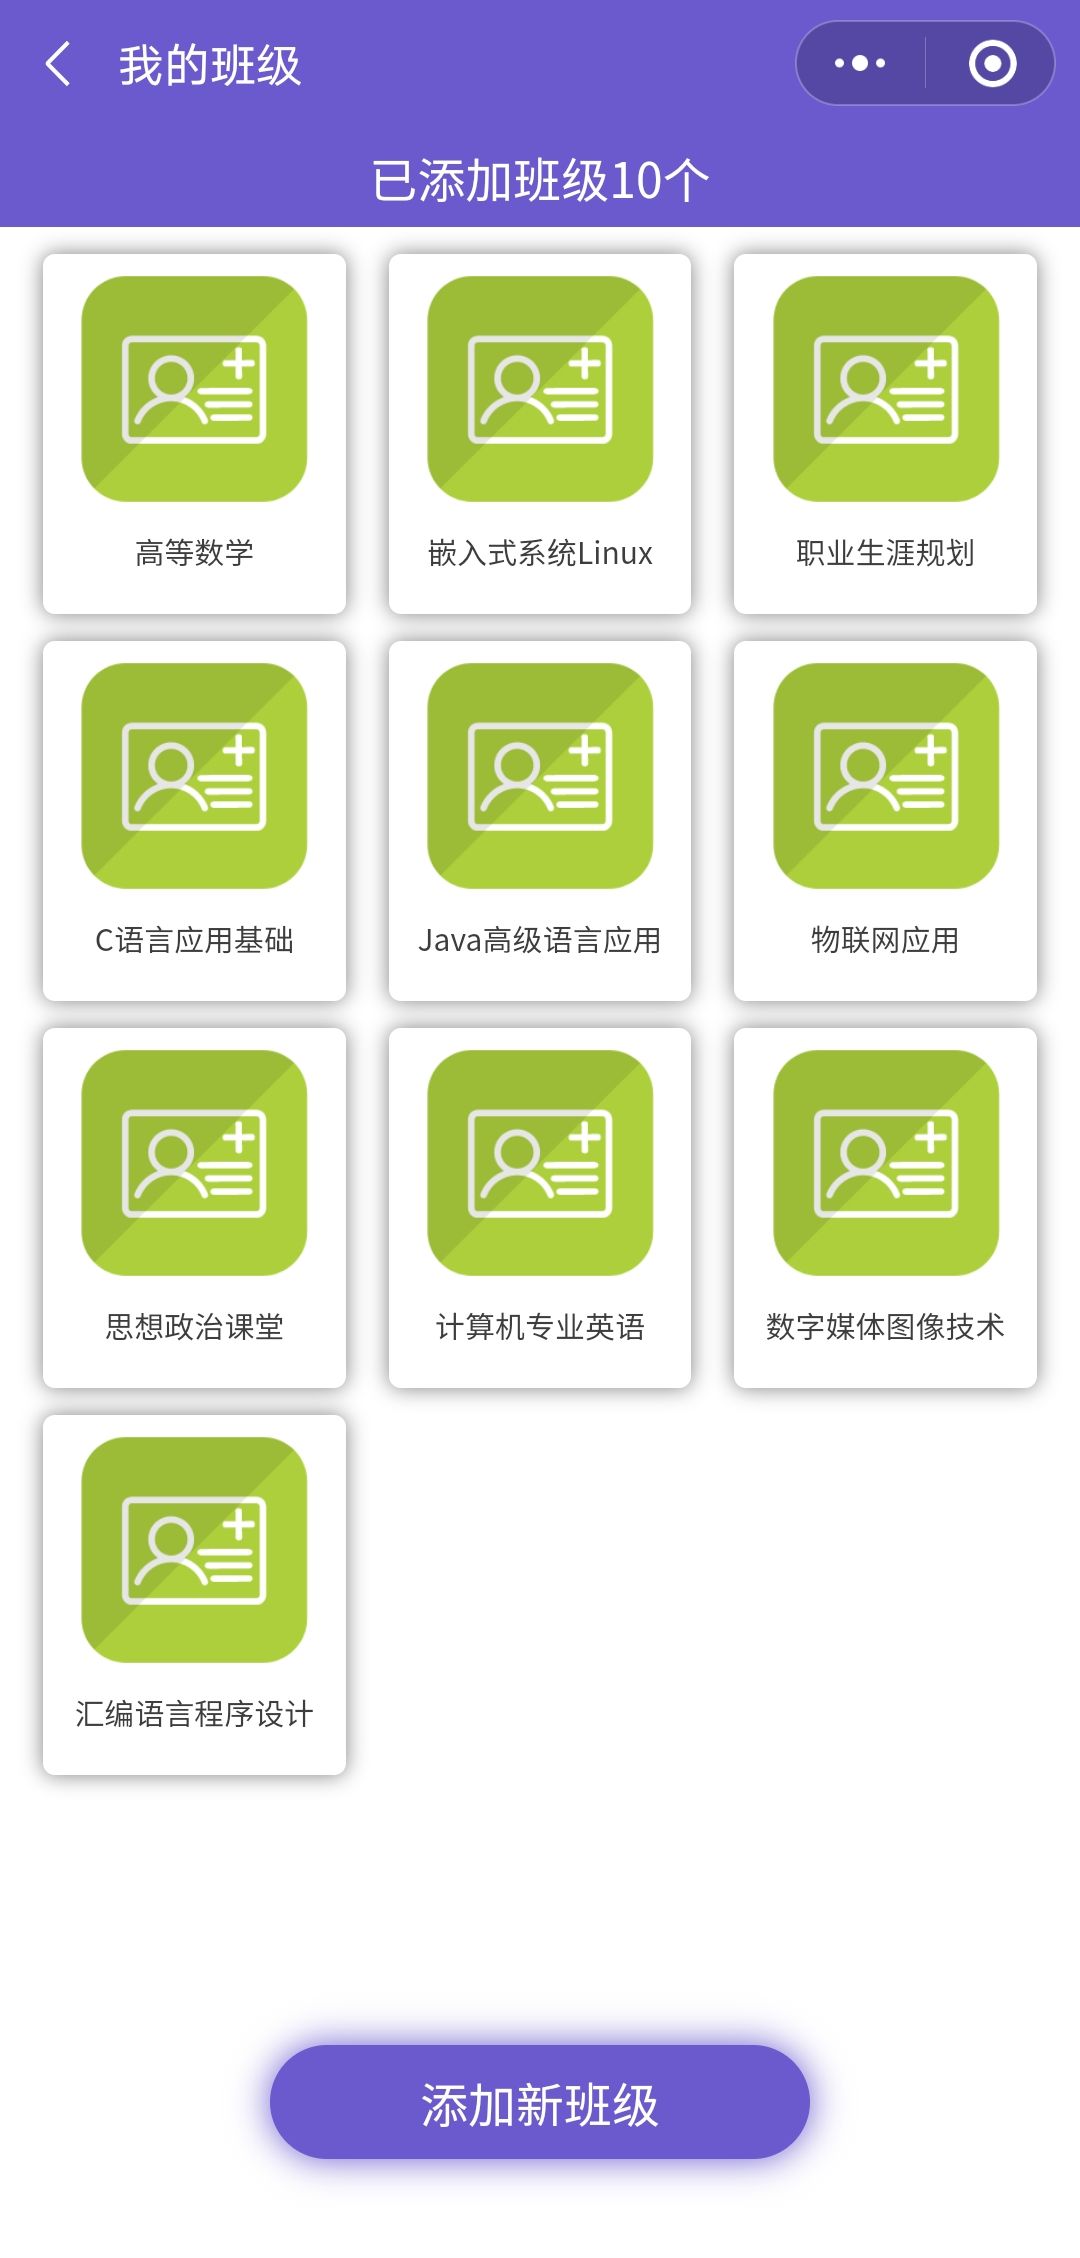 我的班级
已添加班级10个
高等数学
嵌入式系统Linux
职业生涯规划
C语言应用基础
Java高级语言应用
物联网应用
思想政治课堂
计算机专业英语
数字媒体图像技术
汇编语言程序设计
添加新班级